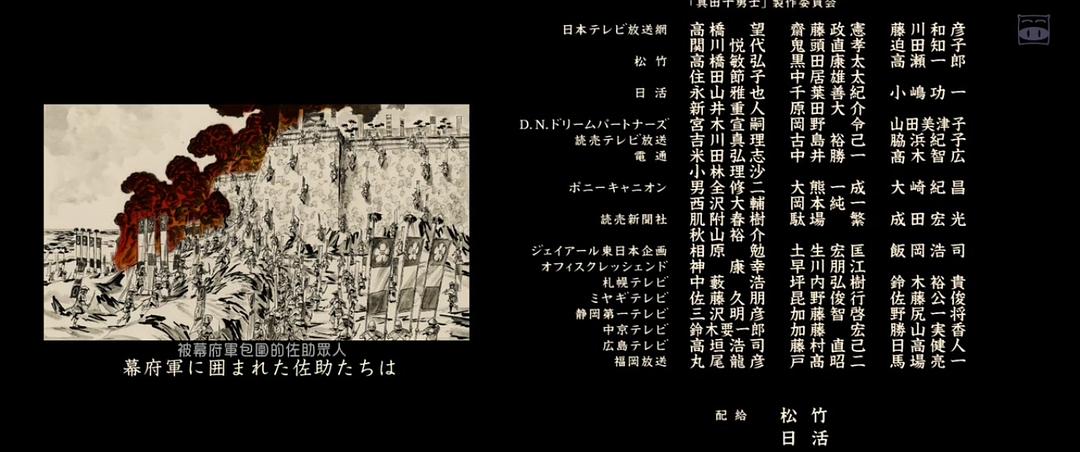 「真田十勇士」製作委員会
日本テレビ放送網 高橋 望 齋藤政憲 藤川和彦
関川悦代 鬼頭直孝 迫田知子
松竹 高橋敏弘 黒田康太 高瀬一郎
住田節子 中居雄太
日活 永山雅也 千葉善紀 小嶋功一
新井重人 原田大介
D.N.ドリームパートナーズ 宮木宣嗣 岡野 令 山田美津子
読売テレビ放送 吉川真理 古島裕己 脇浜紀子
電通 米田弘志 中井勝一 高木智広
小林理沙
ポニーキャニオン 男全修二 大熊一成 大崎紀昌
西沢大輔 岡本純一
読売新聞社 肌附春樹 駄場 繁 成田宏光
秋山裕介
ジェイアール東日本企画 相原 勉 土生宏匡 飯岡浩司
オフィスクレッシェンド 神 康幸 早川朋江
札幌テレビ 中藪 浩 坪内弘樹 鈴木裕貴
ミヤギテレビ 佐藤久朋 昆野俊行 佐藤公俊
静岡第一テレビ 三沢明彦 加藤智啓 野尻一将
中京テレビ 鈴木要一郎 加藤 宏 勝山実香
広島テレビ 高垣浩司 藤村直己 日高健人
福岡放送 丸尾龍彦 戸髙昭二 馬場亮一
被幕府軍包圍的佐助眾人
幕府軍に囲まれた佐助たちは
配給 松竹
日活